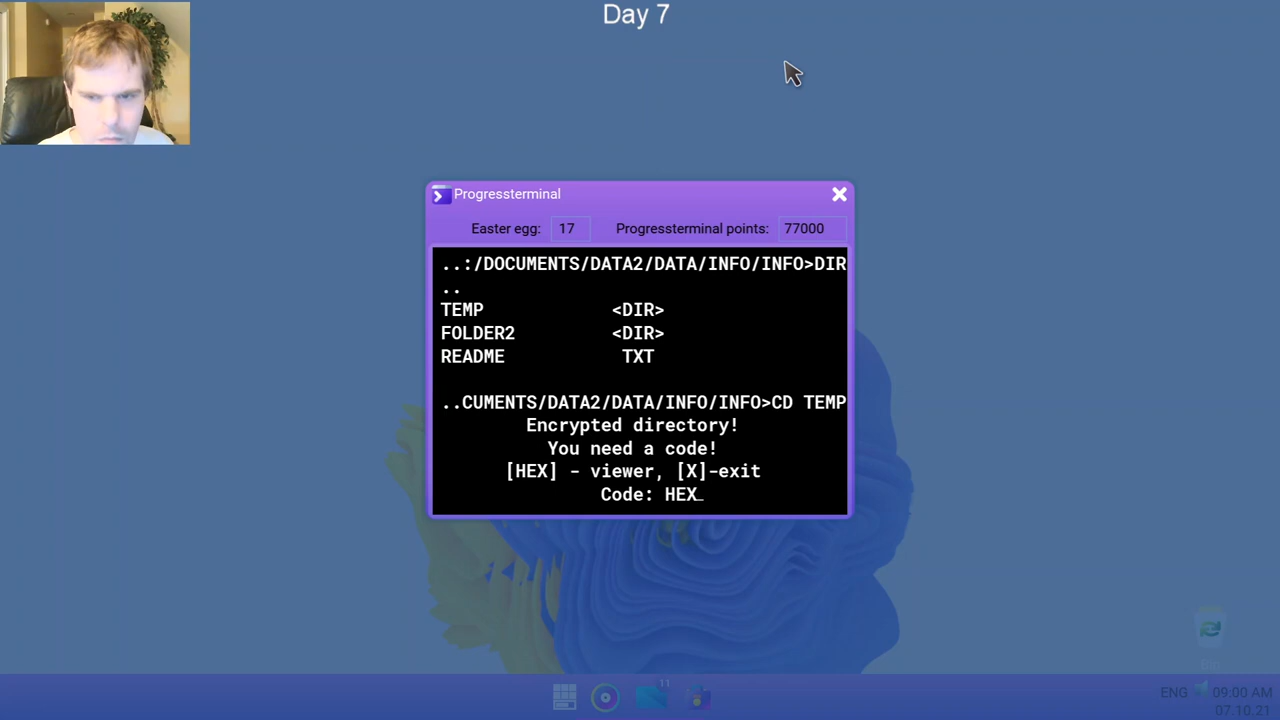 Day 7
Progressterminal
Easter egg: 17 Progressterminal points: 77000
..:/DOCUMENTS/DATA2/DATA/INFO/INFO>DIR
..
TEMP <DIR>
FOLDER2 <DIR>
README TXT
..CUMENTS/DATA2/DATA/INFO/INFO>CD TEMP
Encrypted directory!
You need a code!
[HEX] - viewer, [X]-exit
Code: HEX_
Bin
11
ENG 09:00 AM
07.10.21